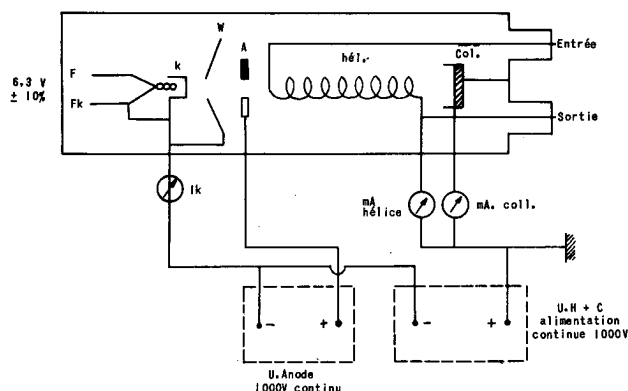 W
A
hél.
Col.
Entrée
k
F
6.3 V
± 10%
Fk
Sortie
Ik
mA
hélice
mA. coll.
-
+
-
+
U.H + C
alimentation
continue 1000V
U.Anode
1000V continu